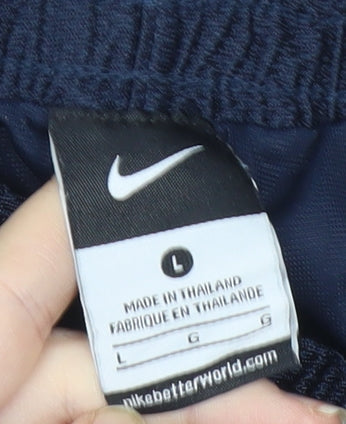 L
MADE IN THAILAND
FABRIQUE EN THAILANDE
L G G
nikebetterworld.com